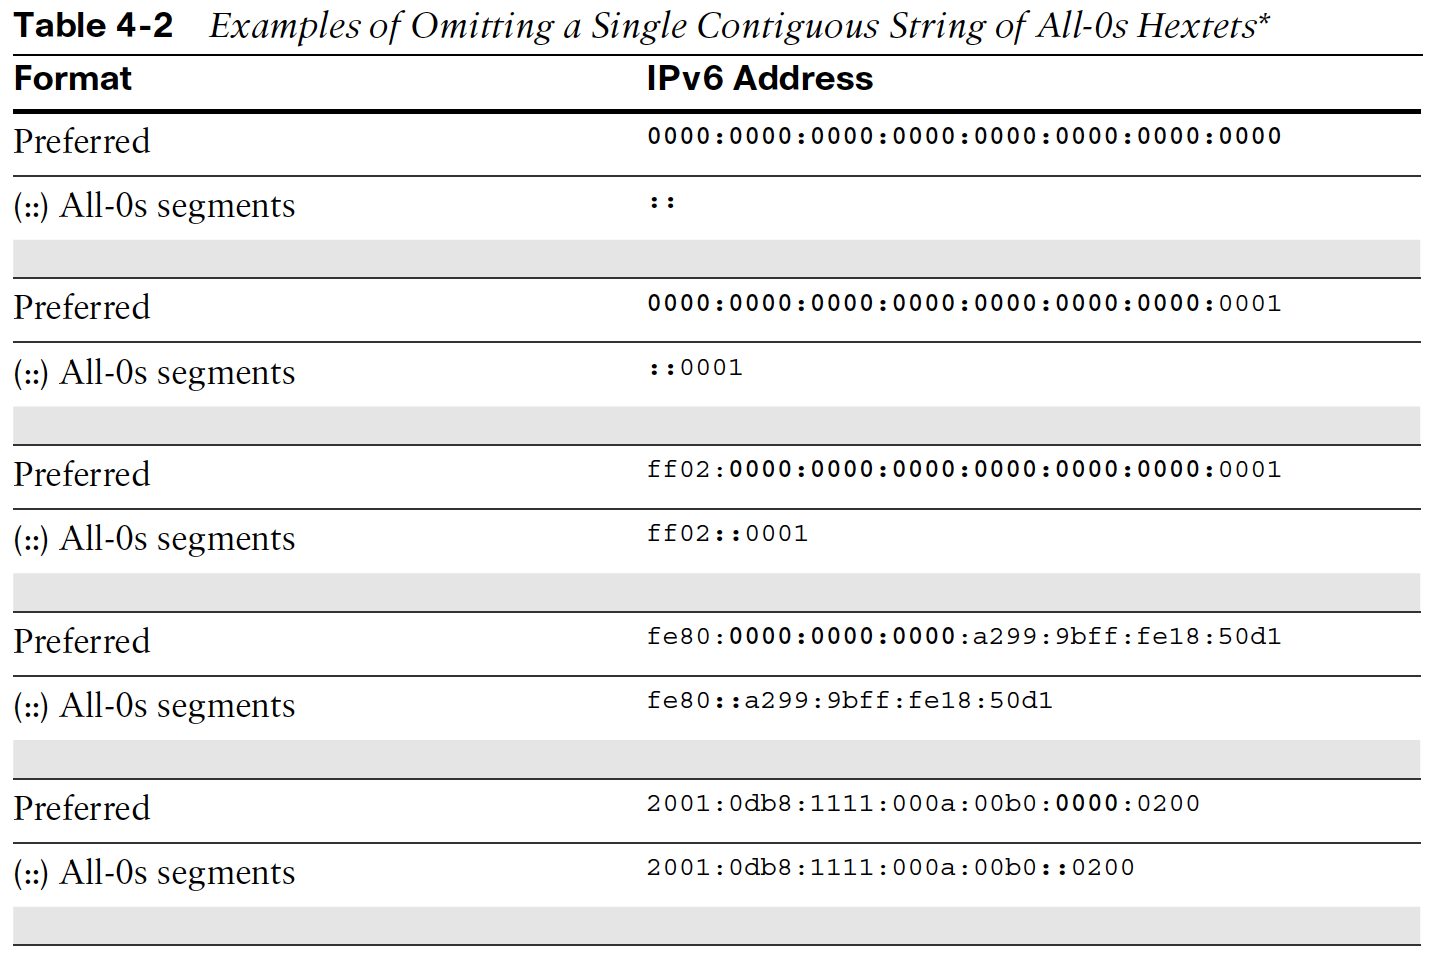 Table 4-2 Examples of Omitting a Single Contiguous String of All-0s Hextets*
Format IPv6 Address
Preferred 0000:0000:0000:0000:0000:0000:0000:0000
(::) All-0s segments ::
Preferred 0000:0000:0000:0000:0000:0000:0000:0001
(::) All-0s segments ::0001
Preferred ff02:0000:0000:0000:0000:0000:0000:0001
(::) All-0s segments ff02::0001
Preferred fe80:0000:0000:0000:a299:9bff:fe18:50d1
(::) All-0s segments fe80::a299:9bff:fe18:50d1
Preferred 2001:0db8:1111:000a:00b0:0000:0200
(::) All-0s segments 2001:0db8:1111:000a:00b0::0200